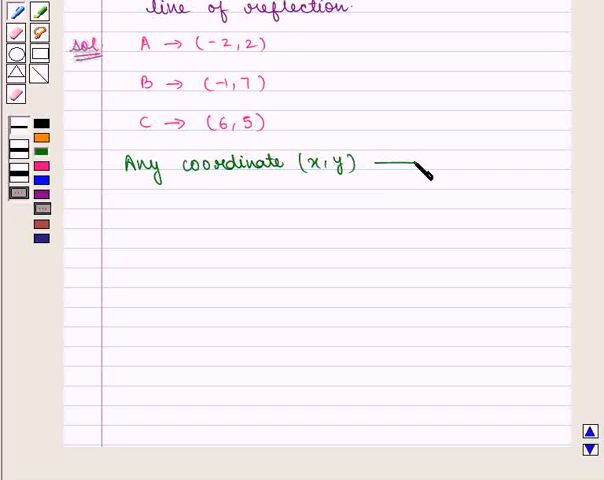 line of reflection.
sol A → (-2,2)
B → (-1,7)
C → (6,5)
Any coordinate (x,y) —